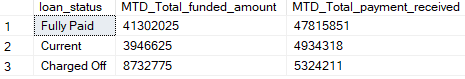 loan_status MTD_Total_funded_amount MTD_Total_payment_received
1 Fully Paid 41302025 47815851
2 Current 3946625 4934318
3 Charged Off 8732775 5324211